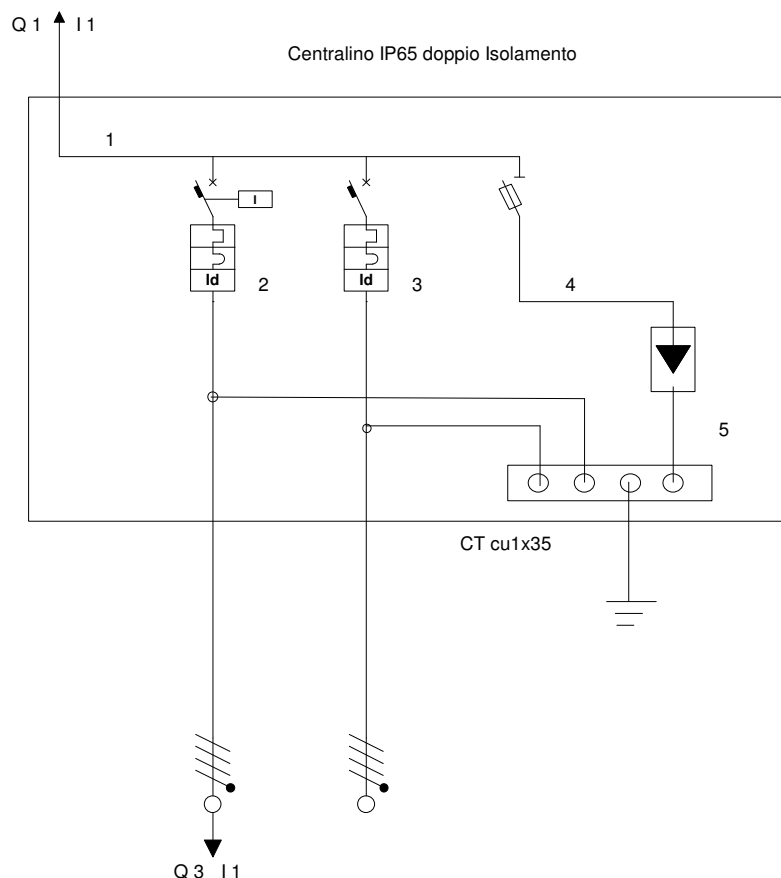 Q 1 I 1
Centralino IP65 doppio Isolamento
1
I
Id
2
Id
3
4
5
CT cu1x35
Q 3 I 1